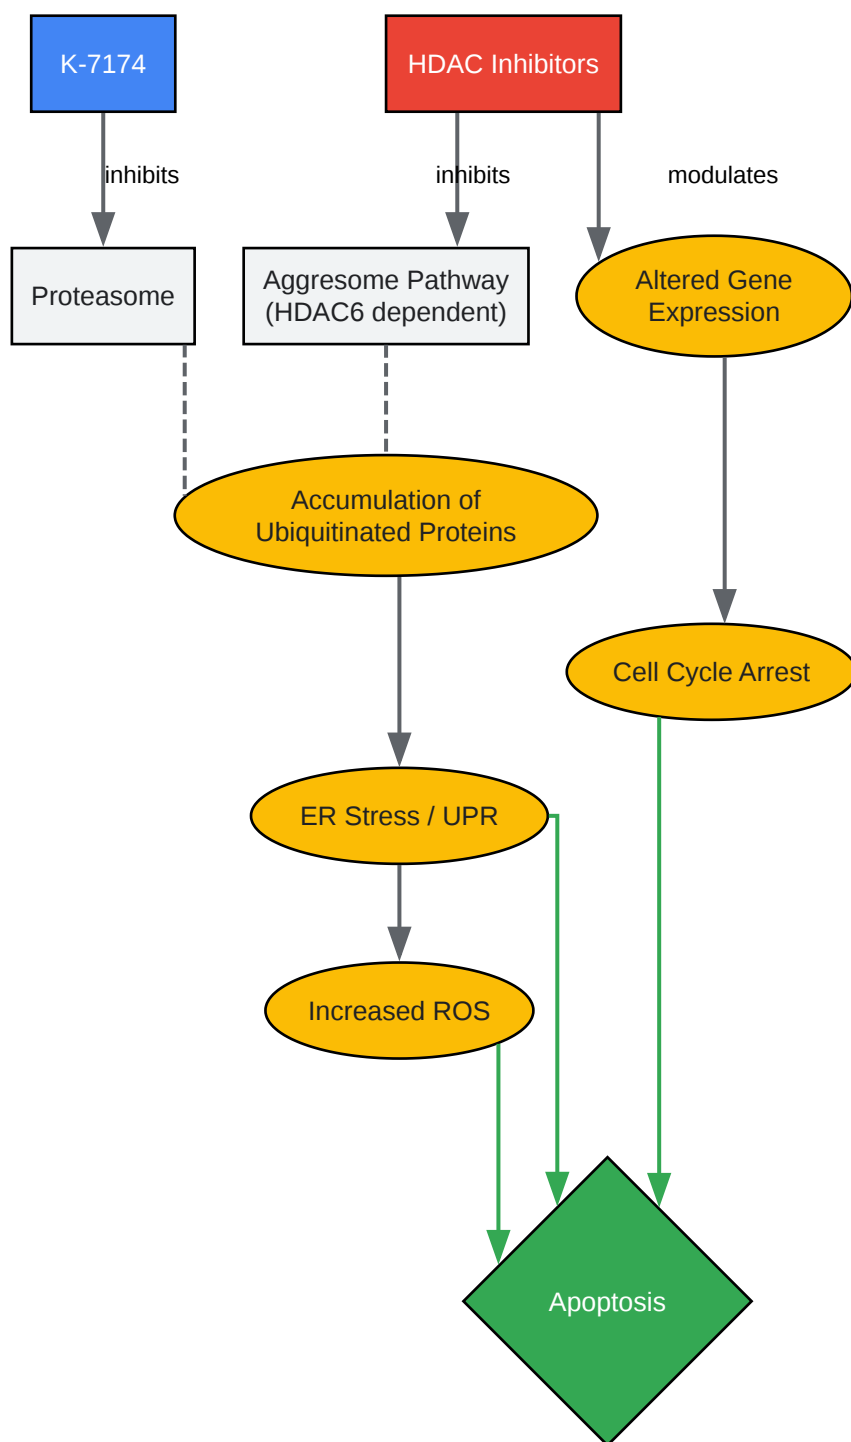 K-7174
HDAC Inhibitors
inhibits
inhibits
modulates
Proteasome
Aggresome Pathway
(HDAC6 dependent)
Altered Gene
Expression
Accumulation of
Ubiquitinated Proteins
Cell Cycle Arrest
ER Stress / UPR
Increased ROS
Apoptosis